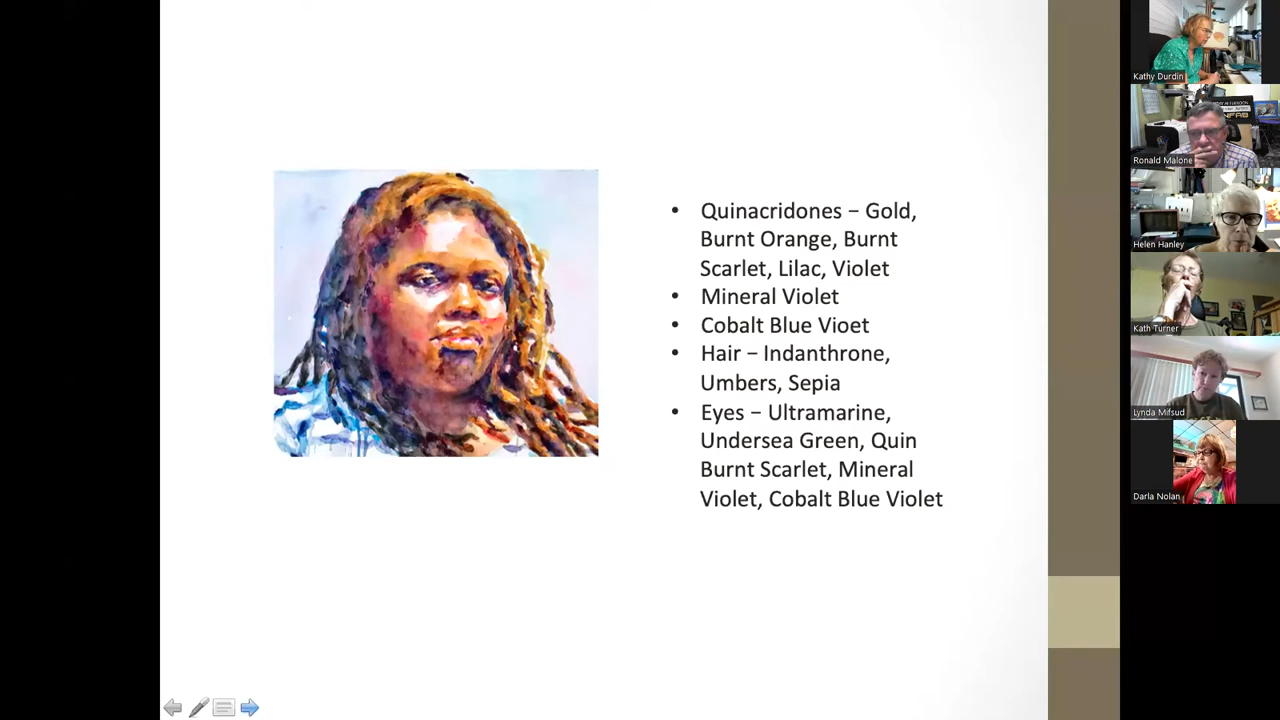 • Quinacridones – Gold,
Burnt Orange, Burnt
Scarlet, Lilac, Violet
• Mineral Violet
• Cobalt Blue Vioet
• Hair – Indanthrone,
Umbers, Sepia
• Eyes – Ultramarine,
Undersea Green, Quin
Burnt Scarlet, Mineral
Violet, Cobalt Blue Violet
Kathy Durdin
Ronald Malone
Helen Hanley
Kath Turner
Lynda Mifsud
Darla Nolan